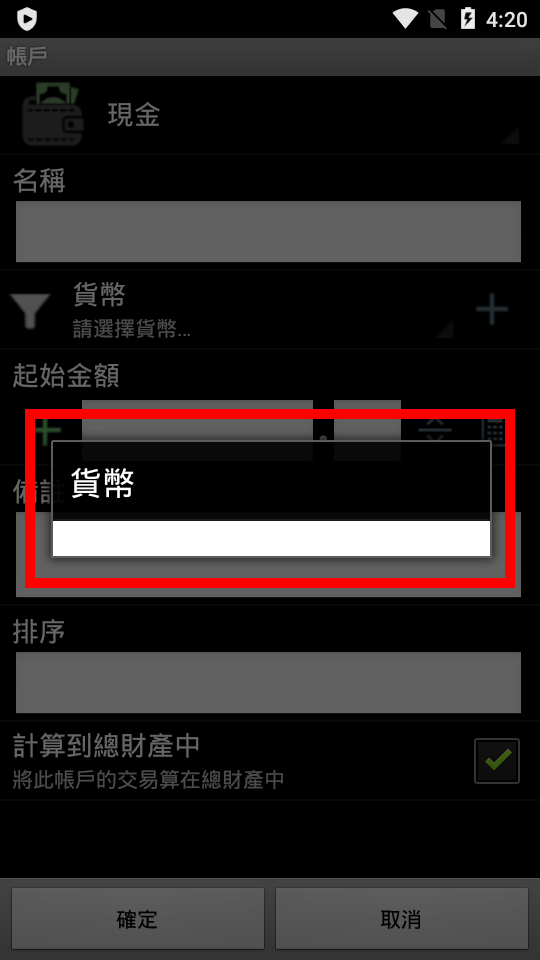 4:20
帳戶
現金
名稱
貨幣
請選擇貨幣...
起始金額
.
備註
貨幣
排序
計算到總財產中
將此帳戶的交易算在總財產中
確定
取消